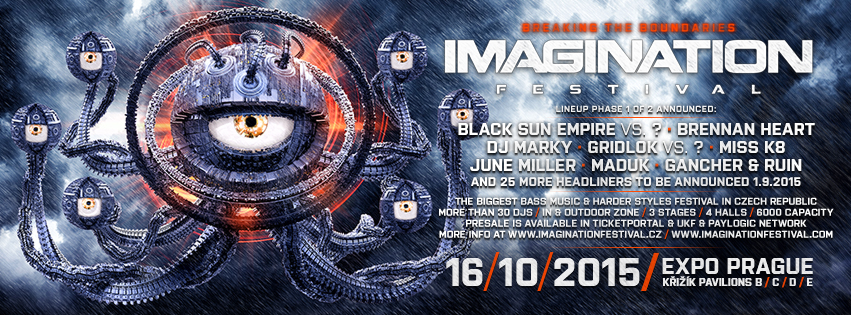 BREAKING THE BOUNDARIES
IMAGINATION
FESTIVAL
LINEUP PHASE 1 OF 2 ANNOUNCED:
BLACK SUN EMPIRE VS. ? • BRENNAN HEART
DJ MARKY • GRIDLOK VS. ? • MISS K8
JUNE MILLER • MADUK • GANCHER & RUIN
AND 25 MORE HEADLINERS TO BE ANNOUNCED 1.9.2015
THE BIGGEST BASS MUSIC & HARDER STYLES FESTIVAL IN CZECH REPUBLIC
MORE THAN 30 DJS / IN & OUTDOOR ZONE / 3 STAGES / 4 HALLS / 6000 CAPACITY
PRESALE IS AVAILABLE IN TICKETPORTAL & UKF & PAYLOGIC NETWORK
MORE INFO AT WWW.IMAGINATIONFESTIVAL.CZ / WWW.IMAGINATIONFESTIVAL.COM
16/10/2015/ EXPO PRAGUE
KŘIŽÍK PAVILIONS B / C / D / E